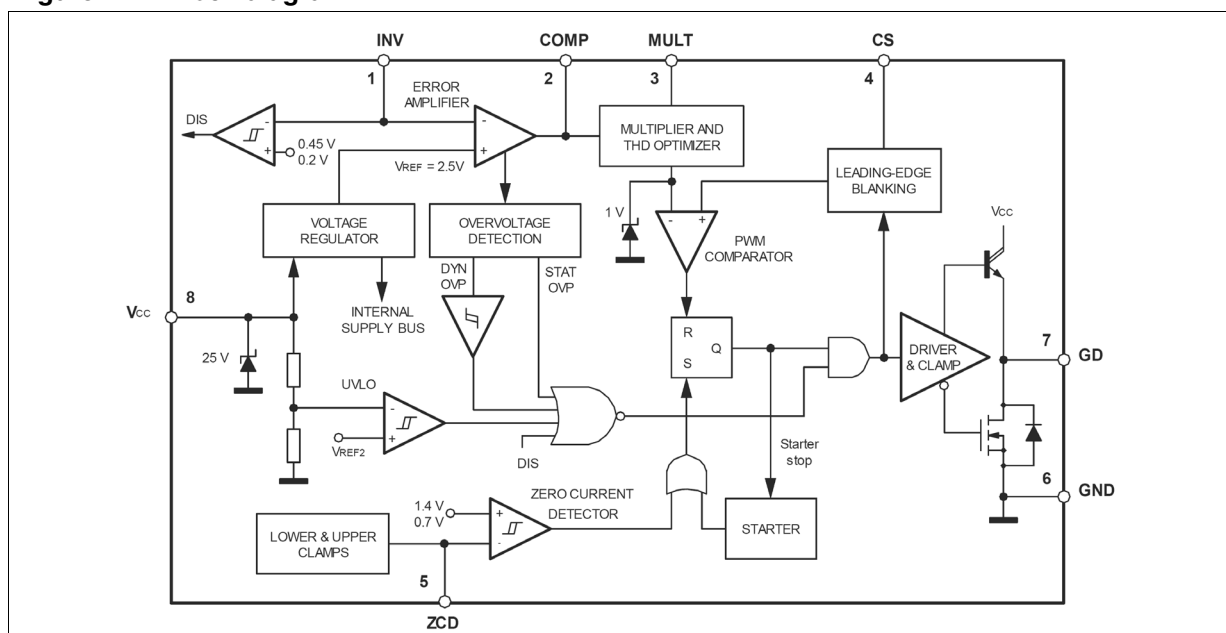 INV
COMP
MULT
CS
1
2
3
4
ERROR
AMPLIFIER
DIS
-
+
0.45 V
0.2 V
-
+
VREF = 2.5V
MULTIPLIER AND
THD OPTIMIZER
LEADING-EDGE
BLANKING
VOLTAGE
REGULATOR
OVERVOLTAGE
DETECTION
1 V
-
+
PWM
COMPARATOR
VCC
DYN
OVP
STAT
OVP
INTERNAL
SUPPLY BUS
8
VCC
25 V
R
S
Q
DRIVER
& CLAMP
7
GD
UVLO
-
+
VREF2
DIS
Starter
stop
6
GND
1.4 V
0.7 V
+
-
ZERO CURRENT
DETECTOR
STARTER
LOWER & UPPER
CLAMPS
5
ZCD